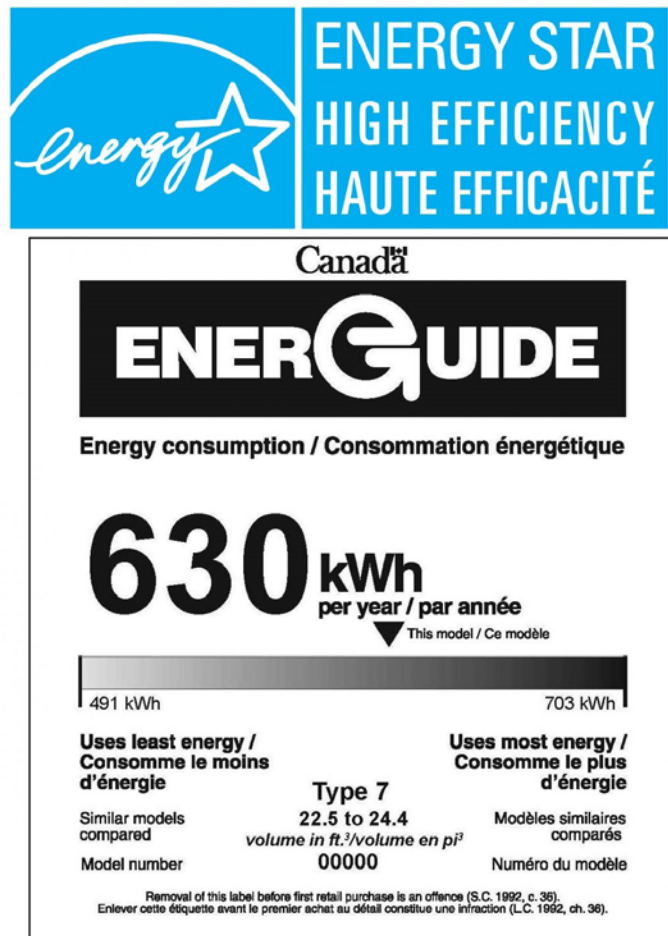 energy
ENERGY STAR
HIGH EFFICIENCY
HAUTE EFFICACITÉ
Canada
ENERGUIDE
Energy consumption / Consommation énergétique
630 kWh
per year / par année
This model / Ce modèle
491 kWh 703 kWh
Uses least energy /
Consomme le moins
d'énergie
Uses most energy /
Consomme le plus
d'énergie
Type 7
Similar models
compared
22.5 to 24.4
volume in ft.³/volume en pi³
Modèles similaires
comparés
Model number 00000 Numéro du modèle
Removal of this label before first retail purchase is an offence (S.C. 1992, c. 36).
Enlever cette étiquette avant le premier achat au détail constitue une infraction (L.C. 1992, ch. 36).